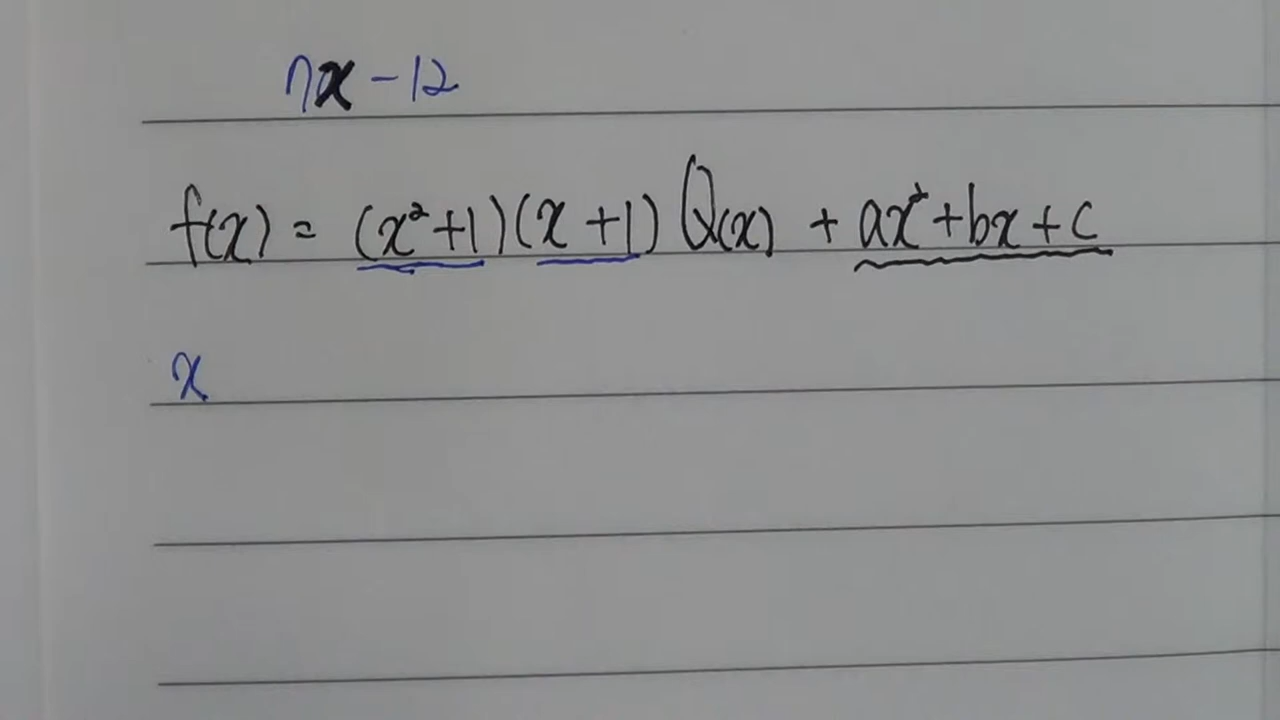 7x - 12
f(x) = (x²+1)(x+1) Q(x) + ax²+bx+c
x